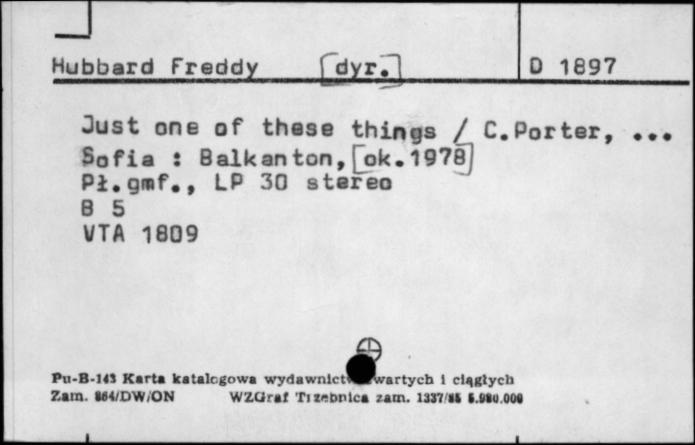 Hubbard Freddy [dyr.] D 1897
Just one of these things / C.Porter, ...
Sofia : Balkanton, [ok.1978]
Pł.gmf., LP 30 stereo
B 5
VTA 1809
Pu-B-143 Karta katalogowa wydawnictw zwartych i ciągłych
Zam. 864/DW/ON WZGraf Trzebnica zam. 1337/85 5.980.000